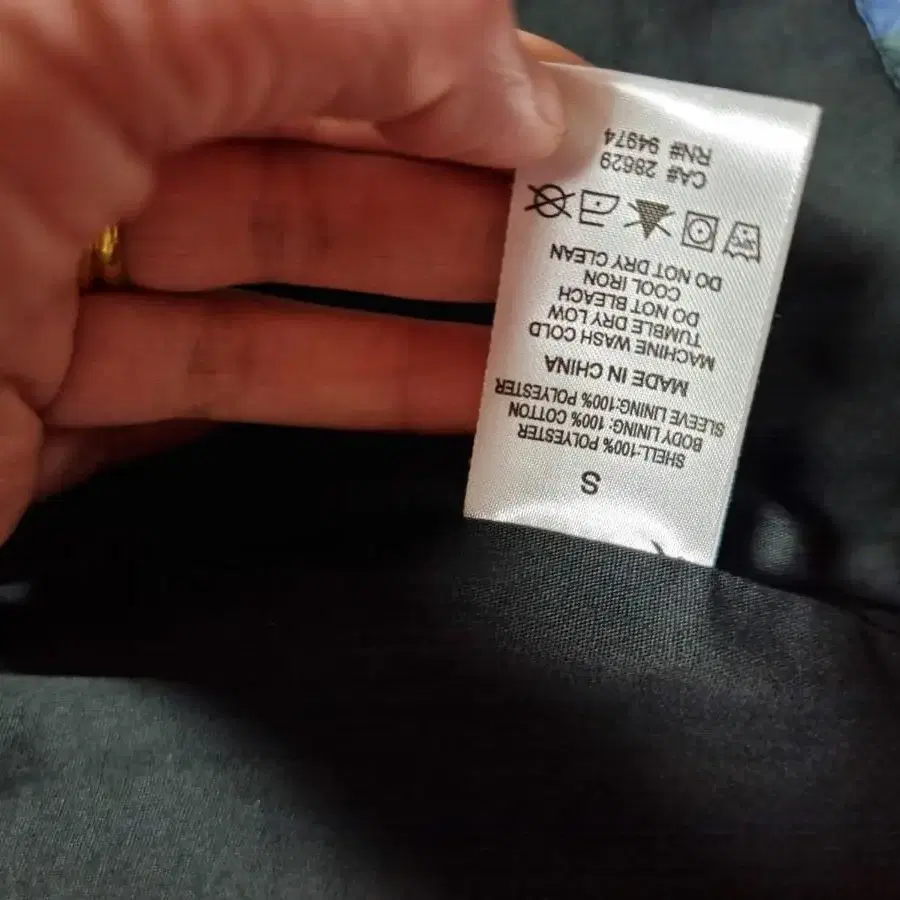 S
SHELL:100% POLYESTER
BODY LINING: 100% COTTON
SLEEVE LINING:100% POLYESTER
MADE IN CHINA
MACHINE WASH COLD
TUMBLE DRY LOW
DO NOT BLEACH
COOL IRON
DO NOT DRY CLEAN
CA# 28629
RN# 94974